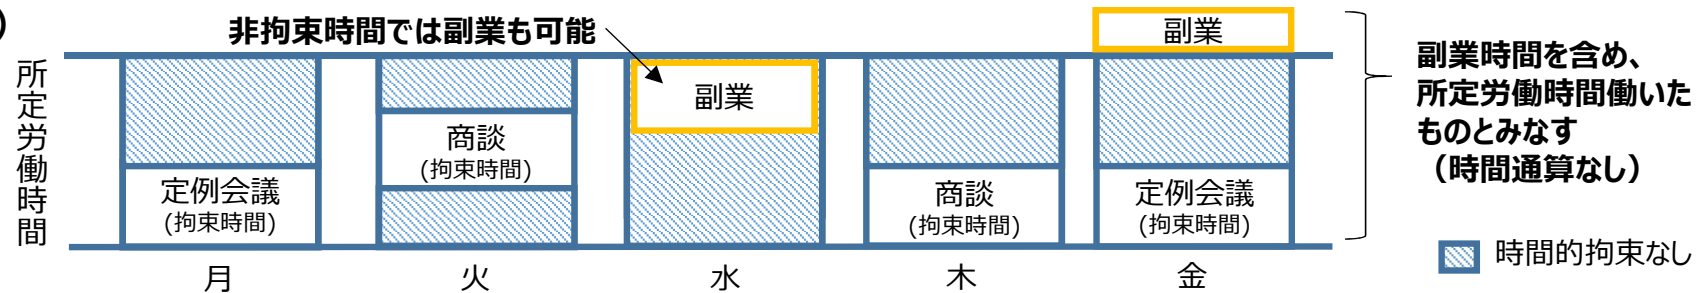 )
非拘束時間では副業も可能
副業
所定労働時間
副業
商談
(拘束時間)
定例会議
(拘束時間)
商談
(拘束時間)
定例会議
(拘束時間)
月
火
水
木
金
副業時間を含め、
所定労働時間働いた
ものとみなす
（時間通算なし）
時間的拘束なし